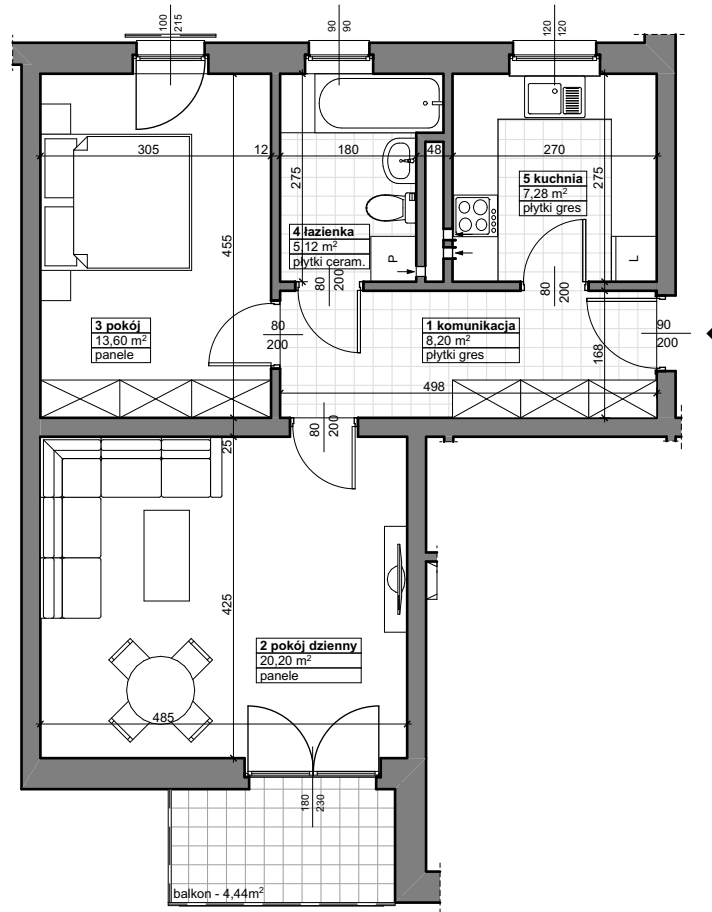 100
215
90
90
120
120
305
12
180
48
270
275
275
455
5 kuchnia
7,28 m²
płytki gres
4 łazienka
5,12 m²
płytki ceram.
P
L
80
200
80
200
3 pokój
13,60 m²
panele
80
200
1 komunikacja
8,20 m²
płytki gres
90
200
168
498
80
200
25
425
2 pokój dzienny
20,20 m²
panele
485
180
230
balkon - 4,44m²